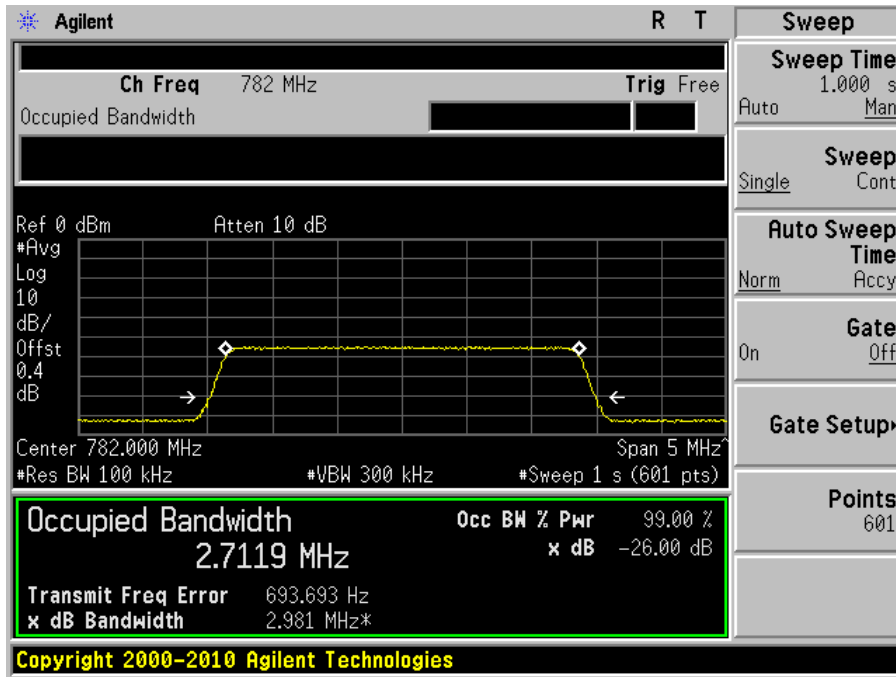 Agilent R T
Ch Freq 782 MHz Trig Free
Occupied Bandwidth
Ref 0 dBm Atten 10 dB
#Avg
Log
10
dB/
Offst
0.4
dB
Center 782.000 MHz Span 5 MHz^
#Res BW 100 kHz #VBW 300 kHz #Sweep 1 s (601 pts)
Occupied Bandwidth Occ BW % Pwr 99.00 %
2.7119 MHz x dB -26.00 dB
Transmit Freq Error 693.693 Hz
x dB Bandwidth 2.981 MHz*
Copyright 2000-2010 Agilent Technologies
Sweep
Sweep Time
1.000 s
Auto Man
Sweep
Single Cont
Auto Sweep
Time
Norm Accy
Gate
On Off
Gate Setup
Points
601